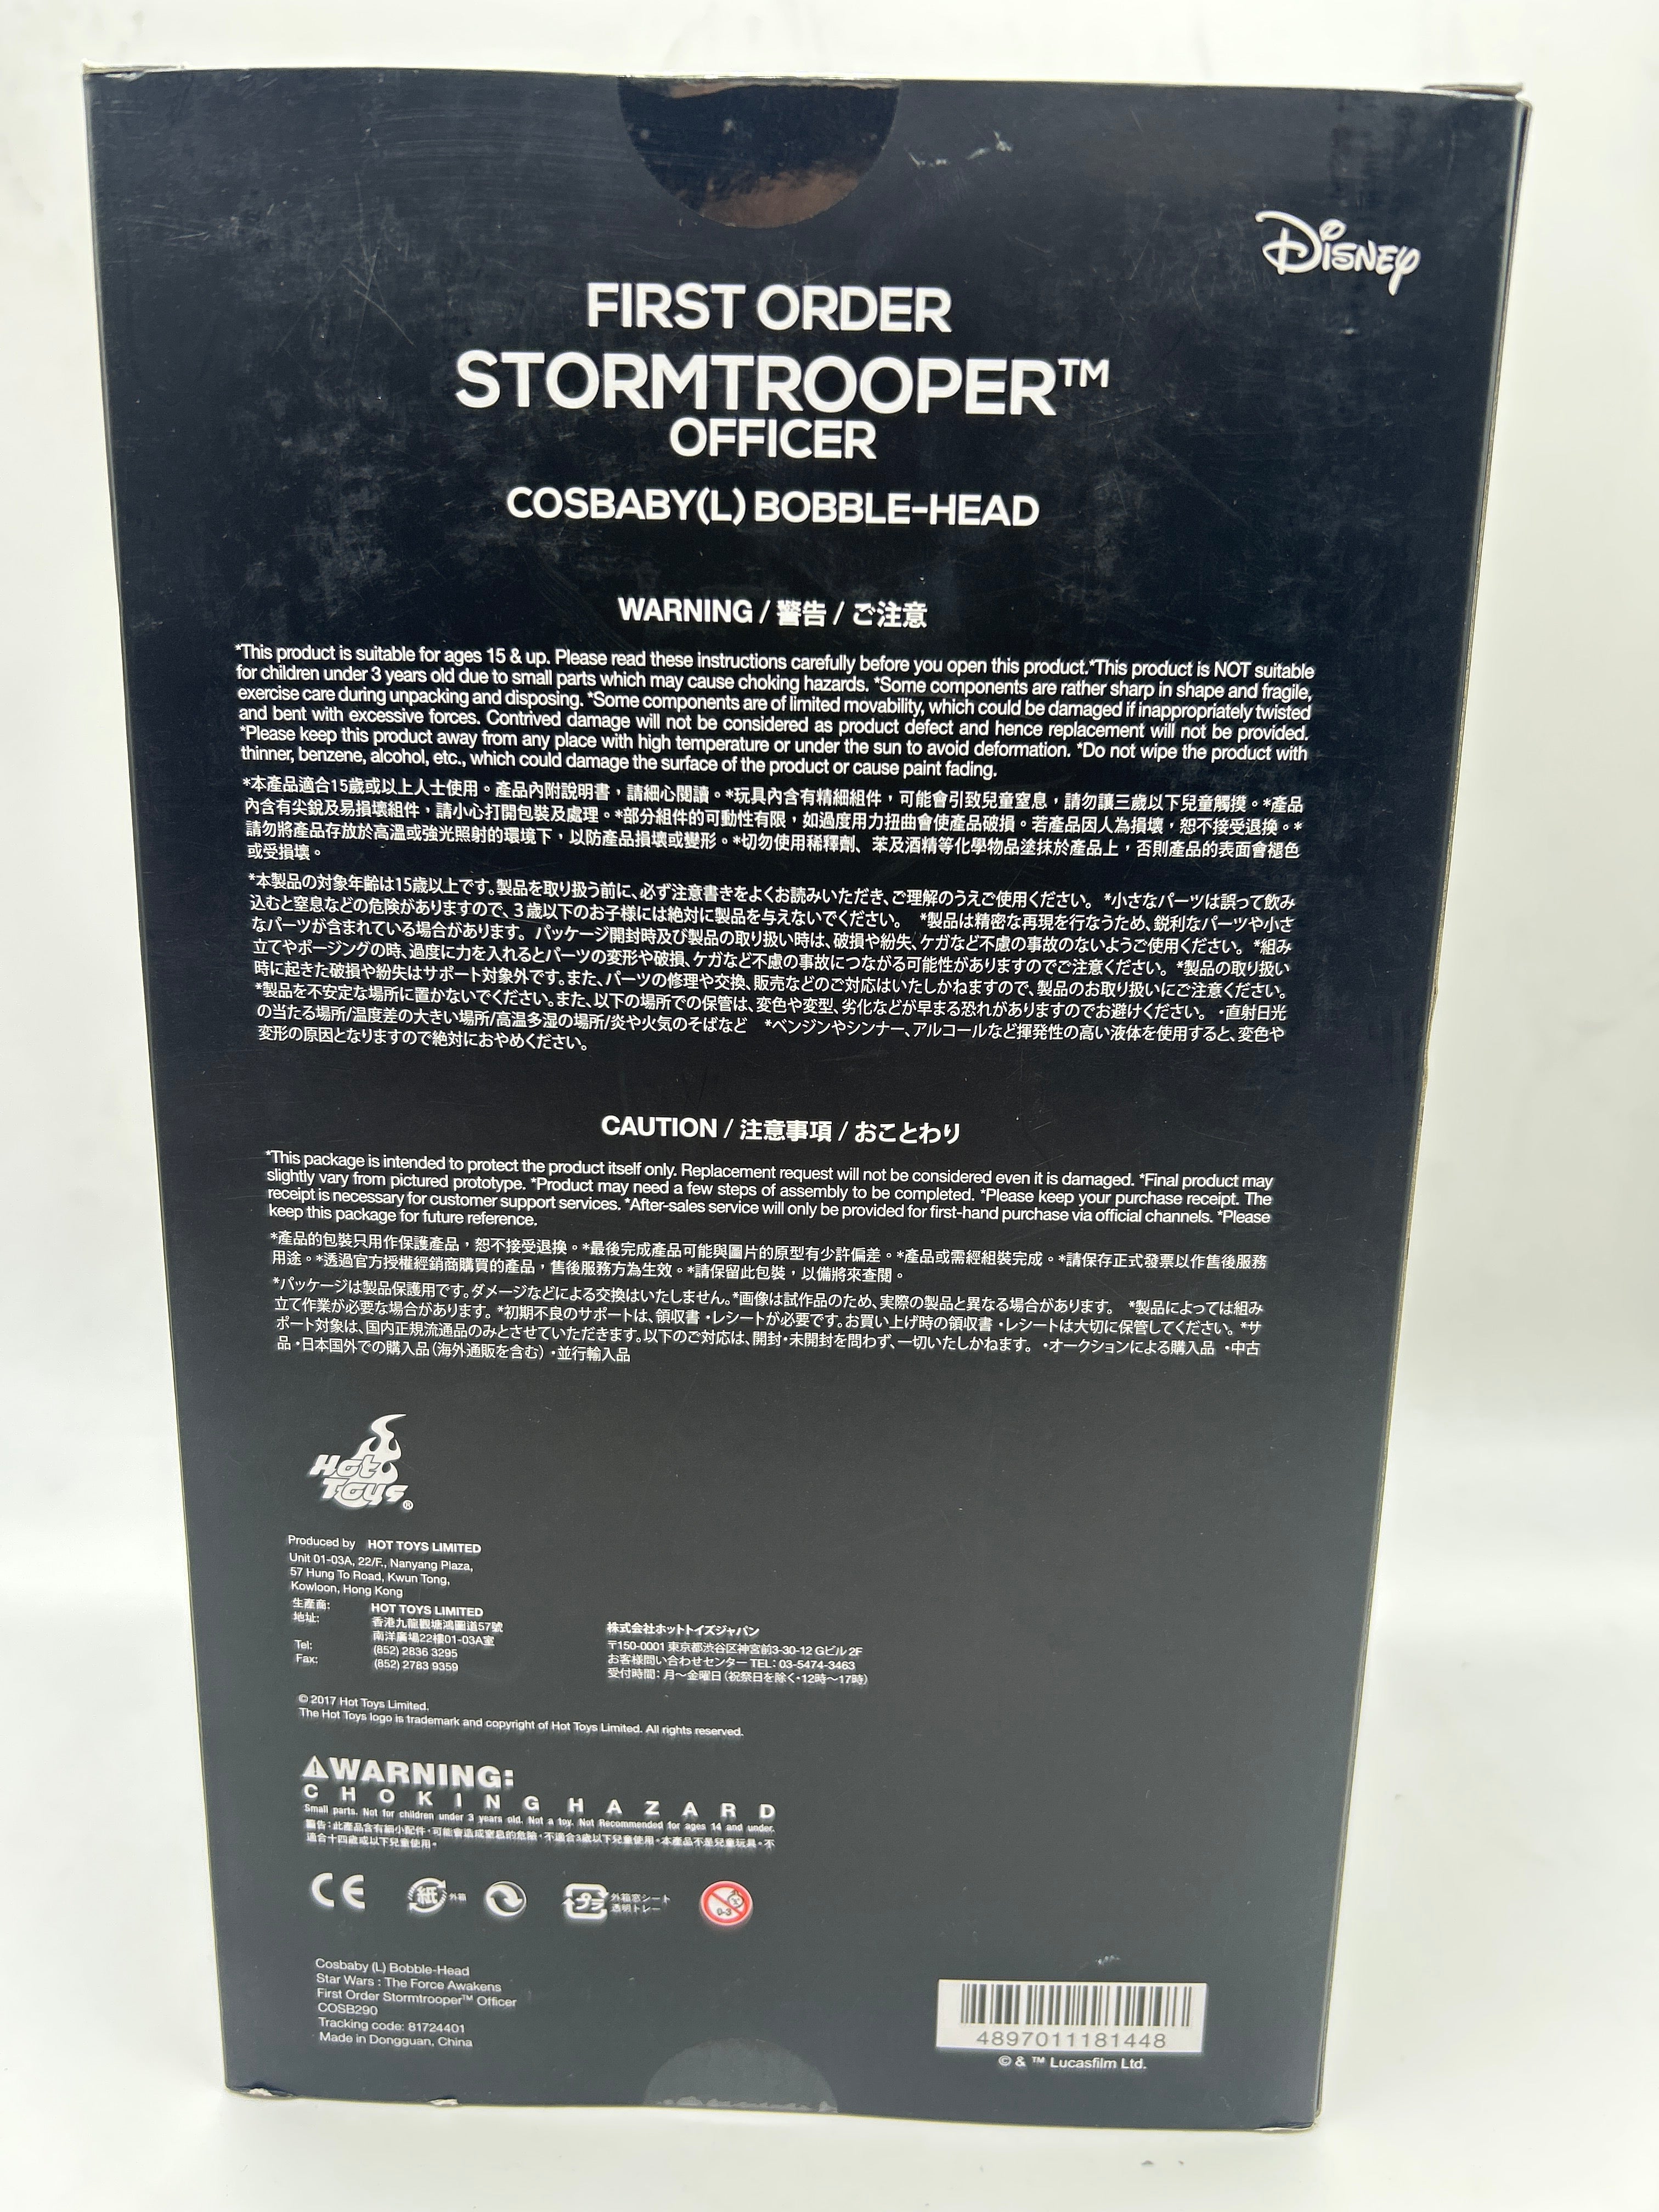 Disney
FIRST ORDER
STORMTROOPER™
OFFICER
COSBABY(L) BOBBLE-HEAD
WARNING / 警告 / ご注意
*This product is suitable for ages 15 & up. Please read these instructions carefully before you open this product.*This product is NOT suitable
for children under 3 years old due to small parts which may cause choking hazards. *Some components are rather sharp in shape and fragile,
exercise care during unpacking and disposing. *Some components are of limited movability, which could be damaged if inappropriately twisted
and bent with excessive forces. Contrived damage will not be considered as product defect and hence replacement will not be provided.
*Please keep this product away from any place with high temperature or under the sun to avoid deformation. *Do not wipe the product with
thinner, benzene, alcohol, etc., which could damage the surface of the product or cause paint fading.
*本產品適合15歲或以上人士使用。產品內附說明書，請細心閱讀。*玩具內含有精細組件，可能會引致兒童窒息，請勿讓三歲以下兒童觸摸。*產品
內含有尖銳及易損壞組件，請小心打開包裝及處理。*部分組件的可動性有限，如過度用力扭曲會使產品破損。若產品因人為損壞，恕不接受退換。*
請勿將產品存放於高溫或強光照射的環境下，以防產品損壞或變形。*切勿使用稀釋劑、苯及酒精等化學物品塗抹於產品上，否則產品的表面會褪色
或受損壞。
*本製品の対象年齢は15歳以上です。製品を取り扱う前に、必ず注意書きをよくお読みいただき、ご理解のうえご使用ください。 *小さなパーツは誤って飲み
込むと窒息などの危険がありますので、3歳以下のお子様には絶対に製品を与えないでください。 *製品は精密な再現を行なうため、鋭利なパーツや小さ
なパーツが含まれている場合があります。パッケージ開封時及び製品の取り扱い時は、破損や紛失、ケガなど不慮の事故のないようご使用ください。 *組み
立てやポージングの時、過度に力を入れるとパーツの変形や破損、ケガなど不慮の事故につながる可能性がありますのでご注意ください。 *製品の取り扱い
時に起きた破損や紛失はサポート対象外です。また、パーツの修理や交換、販売などのご対応はいたしかねますので、製品のお取り扱いにご注意ください。
*製品を不安定な場所に置かないでください。また、以下の場所での保管は、変色や変型、劣化などが早まる恐れがありますのでお避けください。 ・直射日光
の当たる場所/温度差の大きい場所/高温多湿の場所/炎や火気のそばなど *ベンジンやシンナー、アルコールなど揮発性の高い液体を使用すると、変色や
変形の原因となりますので絶対におやめください。
CAUTION / 注意事項 / おことわり
*This package is intended to protect the product itself only. Replacement request will not be considered even it is damaged. *Final product may
slightly vary from pictured prototype. *Product may need a few steps of assembly to be completed. *Please keep your purchase receipt. The
receipt is necessary for customer support services. *After-sales service will only be provided for first-hand purchase via official channels. *Please
keep this package for future reference.
*產品的包裝只用作保護產品，恕不接受退換。*最後完成產品可能與圖片的原型有少許偏差。*產品或需經組裝完成。*請保存正式發票以作售後服務
用途。*透過官方授權經銷商購買的產品，售後服務方為生效。*請保留此包裝，以備將來查閱。
*パッケージは製品保護用です。ダメージなどによる交換はいたしません。*画像は試作品のため、実際の製品と異なる場合があります。 *製品によっては組み
立て作業が必要な場合があります。*初期不良のサポートは、領収書・レシートが必要です。お買い上げ時の領収書・レシートは大切に保管してください。*サ
ポート対象は、国内正規流通品のみとさせていただきます。以下のご対応は、開封・未開封を問わず、一切いたしかねます。 ・オークションによる購入品 ・中古
品 ・日本国外での購入品（海外通販を含む）・並行輸入品
Hot
Toys®
Produced by HOT TOYS LIMITED
Unit 01-03A, 22/F., Nanyang Plaza,
57 Hung To Road, Kwun Tong,
Kowloon, Hong Kong
生產商: HOT TOYS LIMITED
地址: 香港九龍觀塘鴻圖道57號
南洋廣場22樓01-03A室
Tel: (852) 2836 3295
Fax: (852) 2783 9359
株式会社ホットトイズジャパン
〒150-0001 東京都渋谷区神宮前3-30-12 Gビル 2F
お客様問い合わせセンター TEL: 03-5474-3463
受付時間: 月〜金曜日（祝祭日を除く・12時〜17時）
© 2017 Hot Toys Limited.
The Hot Toys logo is trademark and copyright of Hot Toys Limited. All rights reserved.
⚠WARNING:
CHOKING HAZARD
Small parts. Not for children under 3 years old. Not a toy. Not Recommended for ages 14 and under.
警告：此產品含有細小配件，可能會造成窒息的危險，不適合3歲以下兒童使用。本產品不是兒童玩具，不
適合十四歲或以下兒童使用。
CE
紙 外箱
プラ 外箱窓シート
透明トレー
0-3
Cosbaby (L) Bobble-Head
Star Wars : The Force Awakens
First Order Stormtrooper™ Officer
COSB290
Tracking code: 81724401
Made in Dongguan, China
4897011181448
© & ™ Lucasfilm Ltd.